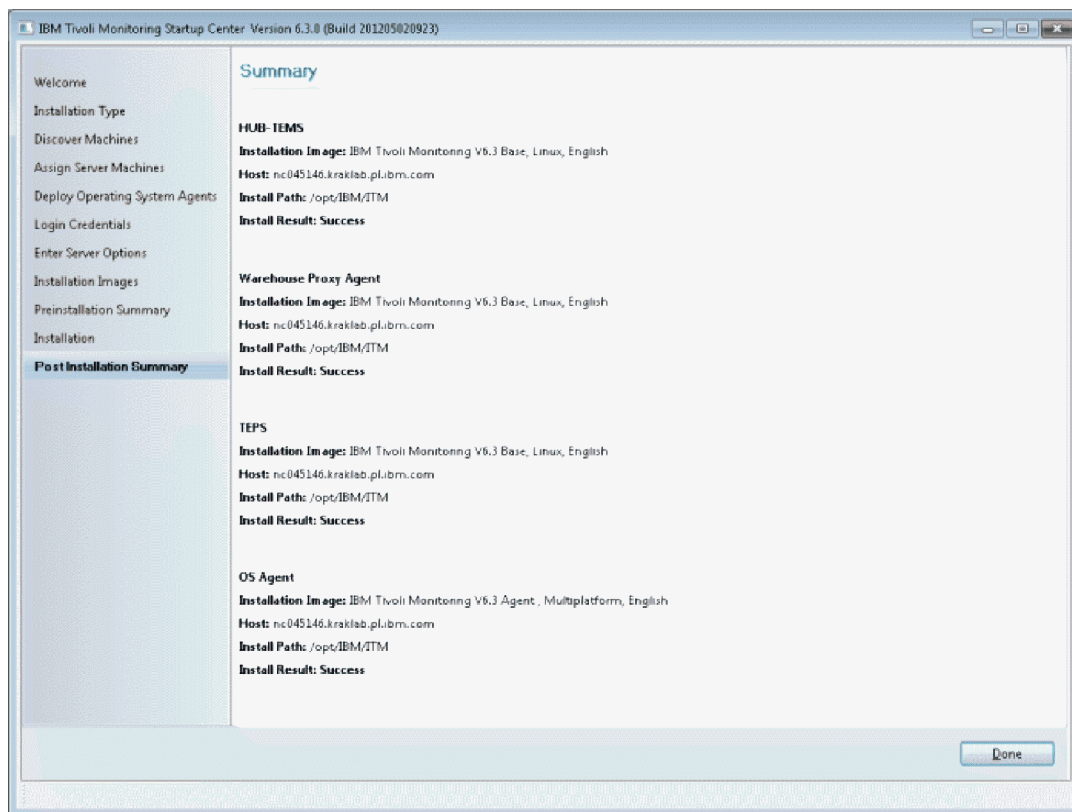 IBM Tivoli Monitoring Startup Center Version 6.3.0 (Build 201205020923)
Welcome
Installation Type
Discover Machines
Assign Server Machines
Deploy Operating System Agents
Login Credentials
Enter Server Options
Installation Images
Preinstallation Summary
Installation
Post Installation Summary
Summary
HUB-TEMS
Installation Image: IBM Tivoli Monitoring V6.3 Base, Linux, English
Host: nc045146.kraklab.pl.ibm.com
Install Path: /opt/IBM/ITM
Install Result: Success
Warehouse Proxy Agent
Installation Image: IBM Tivoli Monitoring V6.3 Base, Linux, English
Host: nc045146.kraklab.pl.ibm.com
Install Path: /opt/IBM/ITM
Install Result: Success
TEPS
Installation Image: IBM Tivoli Monitoring V6.3 Base, Linux, English
Host: nc045146.kraklab.pl.ibm.com
Install Path: /opt/IBM/ITM
Install Result: Success
OS Agent
Installation Image: IBM Tivoli Monitoring V6.3 Agent , Multiplatform, English
Host: nc045146.kraklab.pl.ibm.com
Install Path: /opt/IBM/ITM
Install Result: Success
Done